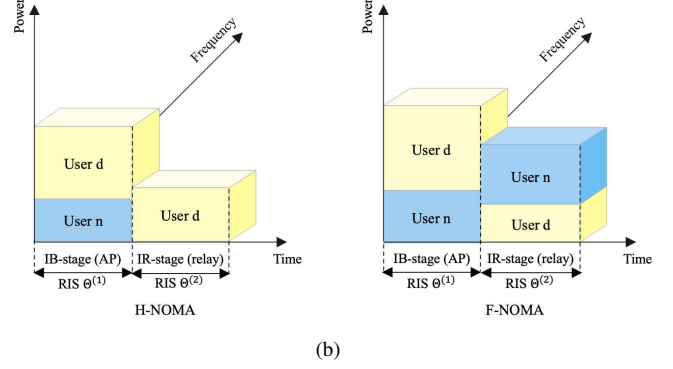 Power
Frequency
User d
User n
User d
IB-stage (AP)
IR-stage (relay)
Time
RIS Θ⁽¹⁾
RIS Θ⁽²⁾
H-NOMA
Power
Frequency
User d
User n
User n
User d
IB-stage (AP)
IR-stage (relay)
Time
RIS Θ⁽¹⁾
RIS Θ⁽²⁾
F-NOMA
(b)